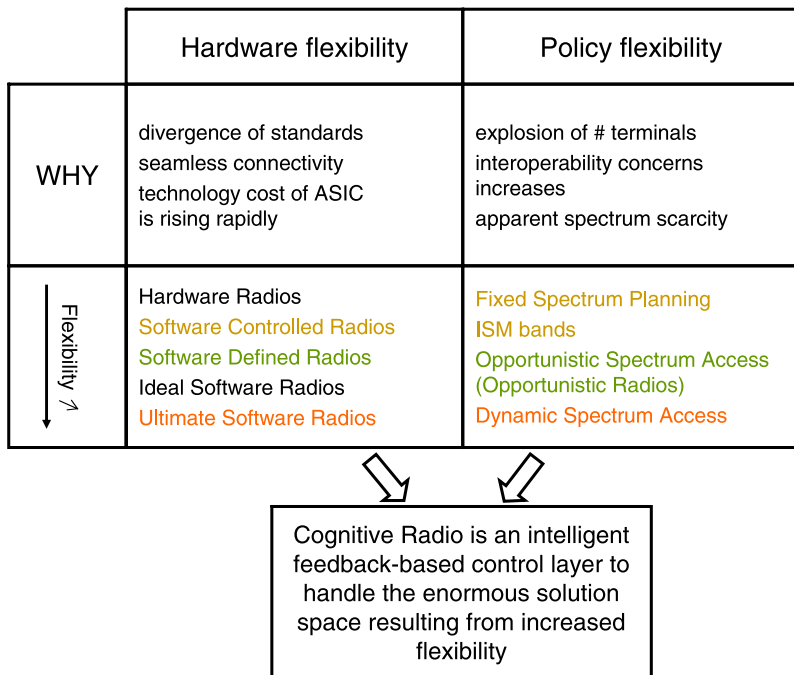 Hardware flexibility
Policy flexibility
WHY
divergence of standards
seamless connectivity
technology cost of ASIC
is rising rapidly
explosion of # terminals
interoperability concerns
increases
apparent spectrum scarcity
Flexibility ↗
Hardware Radios
Software Controlled Radios
Software Defined Radios
Ideal Software Radios
Ultimate Software Radios
Fixed Spectrum Planning
ISM bands
Opportunistic Spectrum Access
(Opportunistic Radios)
Dynamic Spectrum Access
Cognitive Radio is an intelligent
feedback-based control layer to
handle the enormous solution
space resulting from increased
flexibility